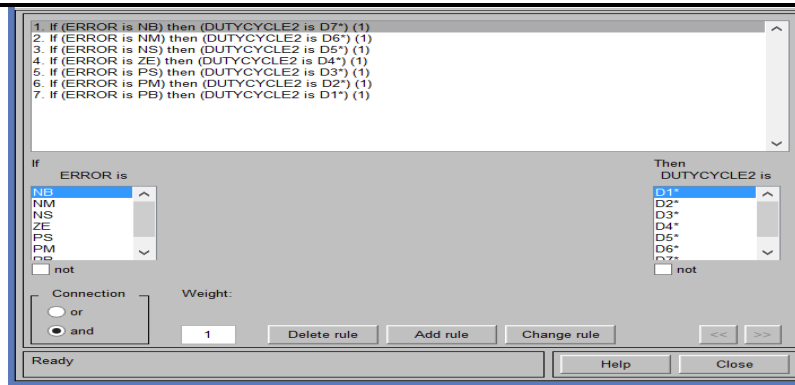 1. If (ERROR is NB) then (DUTYCYCLE2 is D7*) (1)
2. If (ERROR is NM) then (DUTYCYCLE2 is D6*) (1)
3. If (ERROR is NS) then (DUTYCYCLE2 is D5*) (1)
4. If (ERROR is ZE) then (DUTYCYCLE2 is D4*) (1)
5. If (ERROR is PS) then (DUTYCYCLE2 is D3*) (1)
6. If (ERROR is PM) then (DUTYCYCLE2 is D2*) (1)
7. If (ERROR is PB) then (DUTYCYCLE2 is D1*) (1)
If
ERROR is
Then
DUTYCYCLE2 is
NB
NM
NS
ZE
PS
PM
PB
not
D1*
D2*
D3*
D4*
D5*
D6*
D7*
not
Connection
or
and
Weight:
1
Delete rule
Add rule
Change rule
<<
>>
Ready
Help
Close